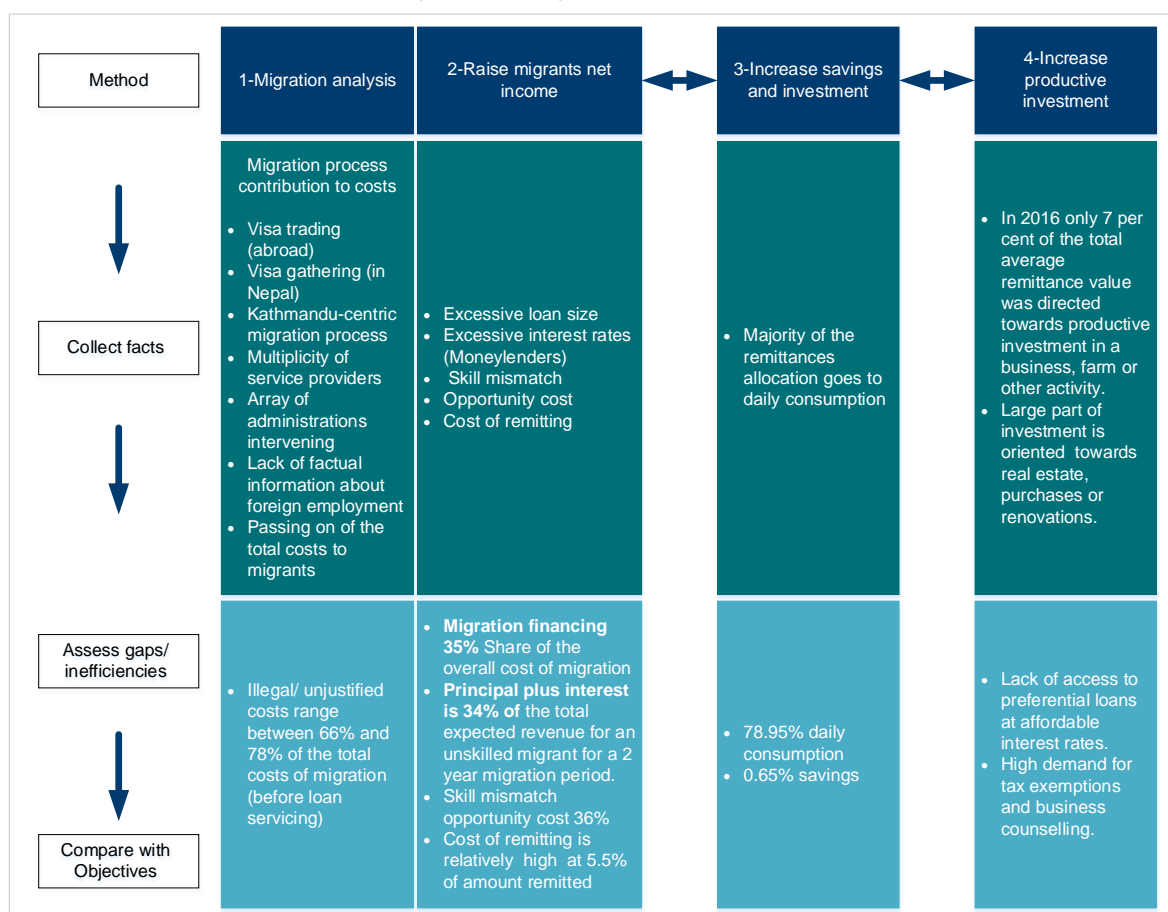 Method
1-Migration analysis
2-Raise migrants net
income
3-Increase savings
and investment
4-Increase
productive
investment
Collect facts
Migration process
contribution to costs
• Visa trading
(abroad)
• Visa gathering (in
Nepal)
• Kathmandu-centric
migration process
• Multiplicity of
service providers
• Array of
administrations
intervening
• Lack of factual
information about
foreign employment
• Passing on of the
total costs to
migrants
• Excessive loan size
• Excessive interest rates
(Moneylenders)
• Skill mismatch
• Opportunity cost
• Cost of remitting
• Majority of the
remittances
allocation goes to
daily consumption
• In 2016 only 7 per
cent of the total
average
remittance value
was directed
towards productive
investment in a
business, farm or
other activity.
• Large part of
investment is
oriented towards
real estate,
purchases or
renovations.
Assess gaps/
inefficiencies
• Illegal/ unjustified
costs range
between 66% and
78% of the total
costs of migration
(before loan
servicing)
• Migration financing
35% Share of the
overall cost of migration
• Principal plus interest
is 34% of the total
expected revenue for an
unskilled migrant for a 2
year migration period.
• Skill mismatch
opportunity cost 36%
• Cost of remitting is
relatively high at 5.5%
of amount remitted
• 78.95% daily
consumption
• 0.65% savings
• Lack of access to
preferential loans
at affordable
interest rates.
• High demand for
tax exemptions
and business
counselling.
Compare with
Objectives